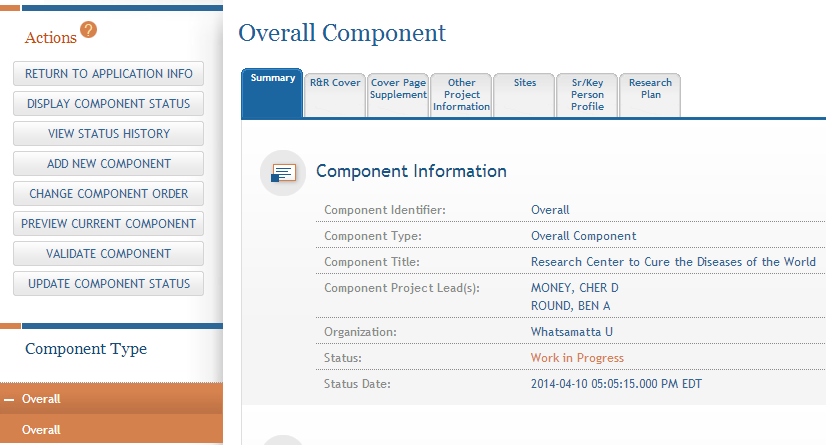 Actions ?
RETURN TO APPLICATION INFO
DISPLAY COMPONENT STATUS
VIEW STATUS HISTORY
ADD NEW COMPONENT
CHANGE COMPONENT ORDER
PREVIEW CURRENT COMPONENT
VALIDATE COMPONENT
UPDATE COMPONENT STATUS
Component Type
Overall
Overall
Overall Component
Summary
R&R Cover
Cover Page
Supplement
Other
Project
Information
Sites
Sr/Key
Person
Profile
Research
Plan
Component Information
Component Identifier: Overall
Component Type: Overall Component
Component Title: Research Center to Cure the Diseases of the World
Component Project Lead(s): MONEY, CHER D
ROUND, BEN A
Organization: Whatsamatta U
Status: Work in Progress
Status Date: 2014-04-10 05:05:15.000 PM EDT